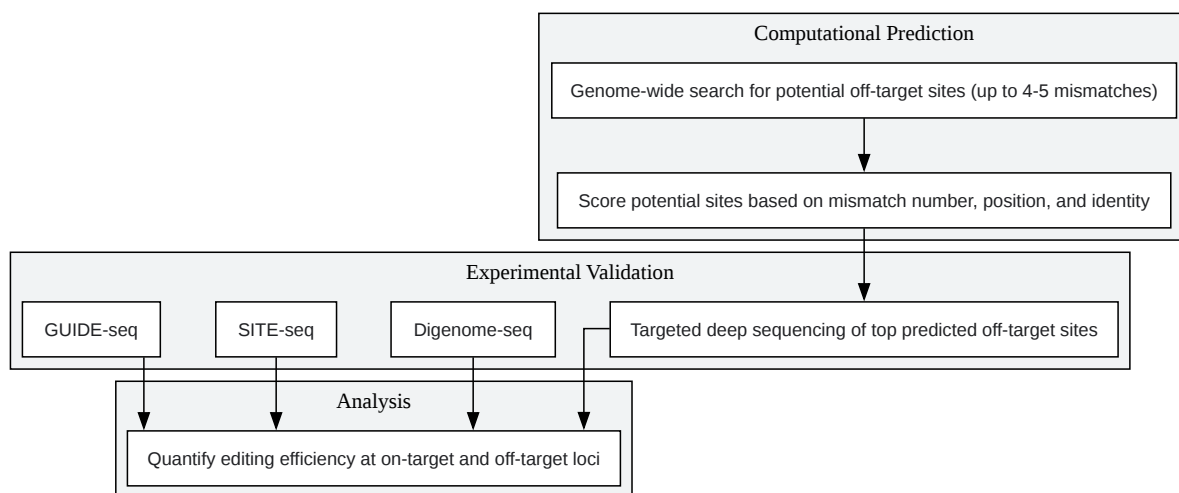 Computational Prediction
Genome-wide search for potential off-target sites (up to 4-5 mismatches)
Score potential sites based on mismatch number, position, and identity
Experimental Validation
GUIDE-seq
SITE-seq
Digenome-seq
Targeted deep sequencing of top predicted off-target sites
Analysis
Quantify editing efficiency at on-target and off-target loci